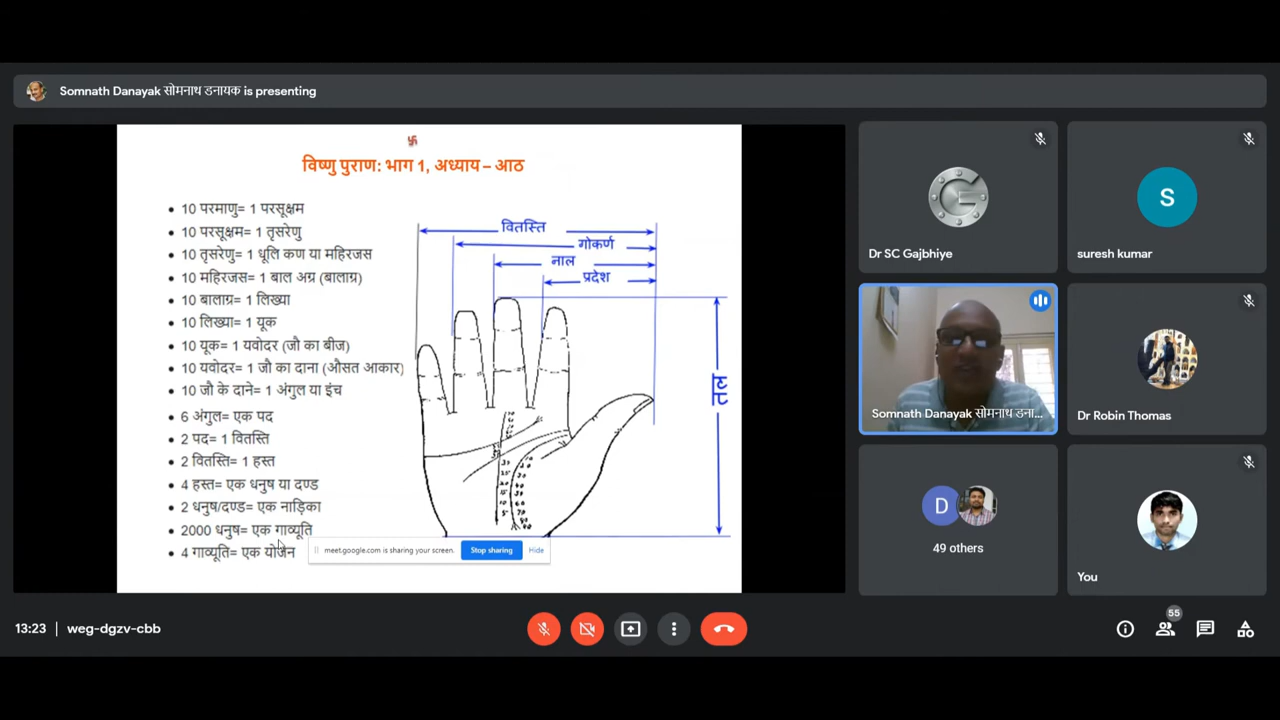 Somnath Danayak सोमनाथ डनायक is presenting
卐
विष्णु पुराण: भाग 1, अध्याय – आठ
10 परमाणु= 1 परसूक्षम
10 परसूक्षम= 1 तृसरेणु
10 तृसरेणु= 1 धूलि कण या महिरजस
10 महिरजस= 1 बाल अग्र (बालाग्र)
10 बालाग्र= 1 लिख्या
10 लिख्या= 1 यूक
10 यूक= 1 यवोदर (जौ का बीज)
10 यवोदर= 1 जौ का दाना (औसत आकार)
10 जौ के दाने= 1 अंगुल या इंच
6 अंगुल= एक पद
2 पद= 1 वितस्ति
2 वितस्ति= 1 हस्त
4 हस्त= एक धनुष या दण्ड
2 धनुष/दण्ड= एक नाड़िका
2000 धनुष= एक गाव्यूति
4 गाव्यूति= एक योजन
वितस्ति
गोकर्ण
नाल
प्रदेश
तल
meet.google.com is sharing your screen. Stop sharing Hide
Dr SC Gajbhiye
S
suresh kumar
Somnath Danayak सोमनाथ डना...
Dr Robin Thomas
D
49 others
You
13:23 | weg-dgzv-cbb
55